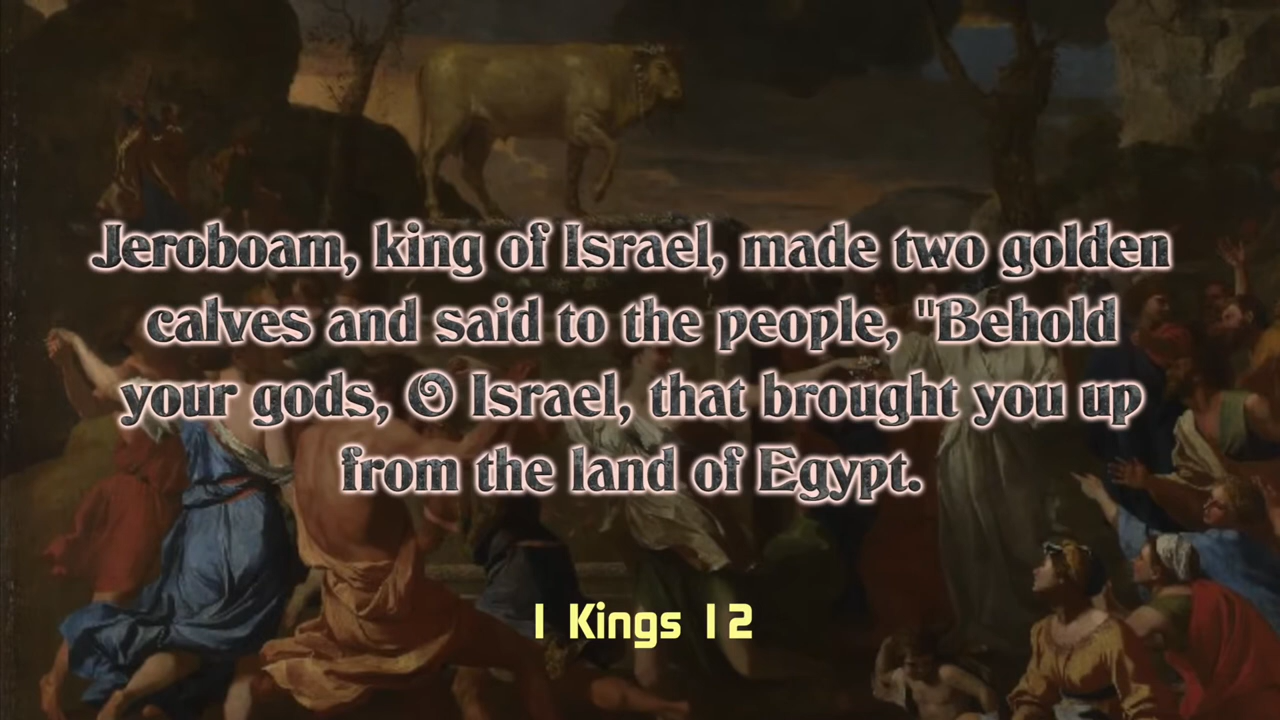 Jeroboam, king of Israel, made two golden
calves and said to the people, "Behold
your gods, O Israel, that brought you up
from the land of Egypt.
1 Kings 12